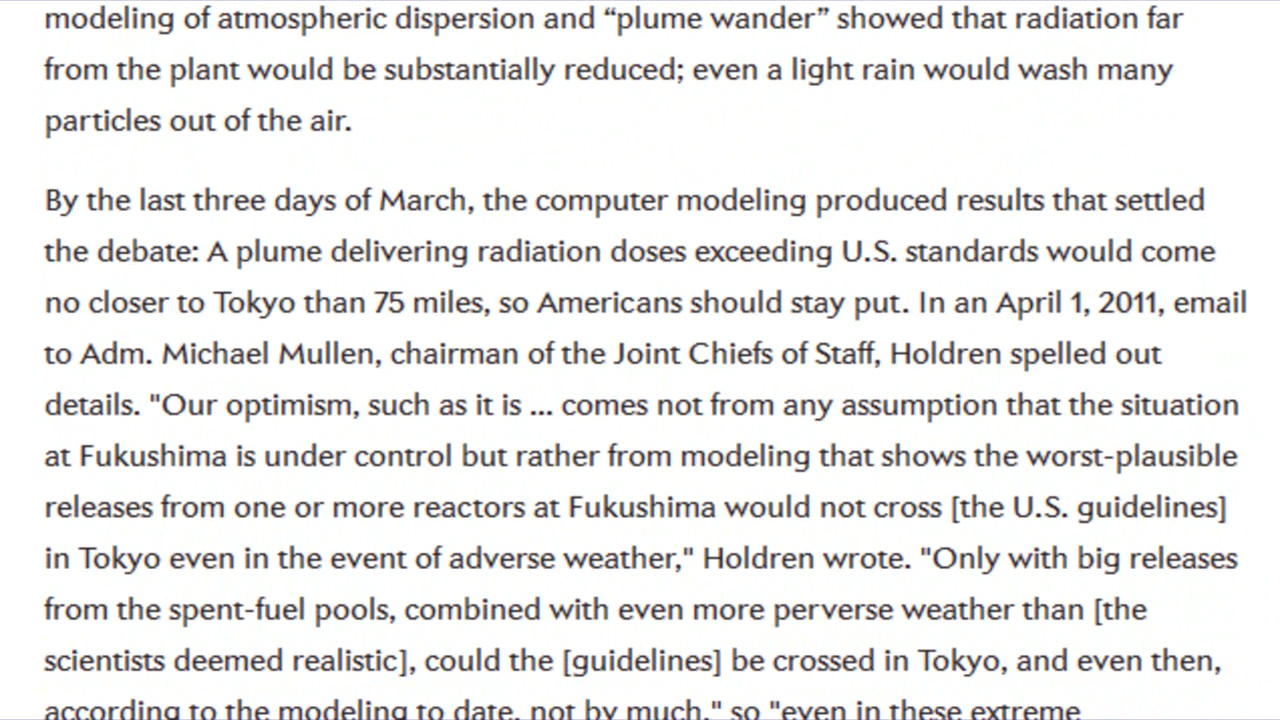 modeling of atmospheric dispersion and “plume wander” showed that radiation far
from the plant would be substantially reduced; even a light rain would wash many
particles out of the air.
By the last three days of March, the computer modeling produced results that settled
the debate: A plume delivering radiation doses exceeding U.S. standards would come
no closer to Tokyo than 75 miles, so Americans should stay put. In an April 1, 2011, email
to Adm. Michael Mullen, chairman of the Joint Chiefs of Staff, Holdren spelled out
details. "Our optimism, such as it is ... comes not from any assumption that the situation
at Fukushima is under control but rather from modeling that shows the worst-plausible
releases from one or more reactors at Fukushima would not cross [the U.S. guidelines]
in Tokyo even in the event of adverse weather," Holdren wrote. "Only with big releases
from the spent-fuel pools, combined with even more perverse weather than [the
scientists deemed realistic], could the [guidelines] be crossed in Tokyo, and even then,
according to the modeling to date, not by much," so "even in these extreme